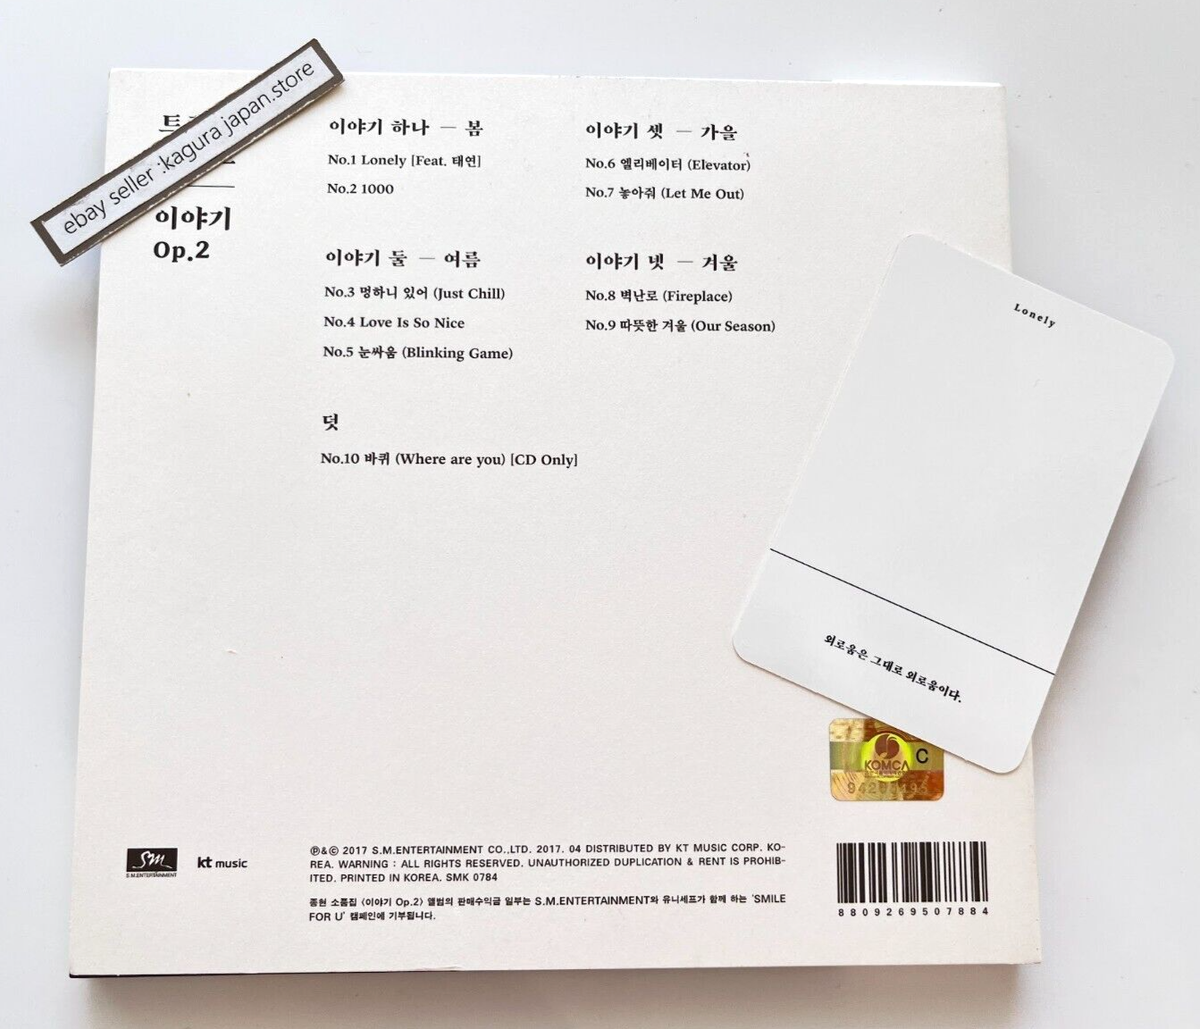 ebay seller :kagura japan.store
이야기
Op.2
이야기 하나 — 봄
No.1 Lonely [Feat. 태연]
No.2 1000
이야기 둘 — 여름
No.3 멍하니 있어 (Just Chill)
No.4 Love Is So Nice
No.5 눈싸움 (Blinking Game)
이야기 셋 — 가을
No.6 엘리베이터 (Elevator)
No.7 놓아줘 (Let Me Out)
이야기 넷 — 겨울
No.8 벽난로 (Fireplace)
No.9 따뜻한 겨울 (Our Season)
덧
No.10 바퀴 (Where are you) [CD Only]
Lonely
외로움은 그대로 외로움이다.
KOMCA
C
SM
S.M.ENTERTAINMENT
kt music
℗&© 2017 S.M.ENTERTAINMENT CO.,LTD. 2017. 04 DISTRIBUTED BY KT MUSIC CORP. KO-
REA. WARNING : ALL RIGHTS RESERVED. UNAUTHORIZED DUPLICATION & RENT IS PROHIB-
ITED. PRINTED IN KOREA. SMK 0784
종현 소품집 〈이야기 Op.2〉 앨범의 판매수익금 일부는 S.M.ENTERTAINMENT와 유니세프가 함께 하는 'SMILE
FOR U' 캠페인에 기부됩니다.
8809269507884